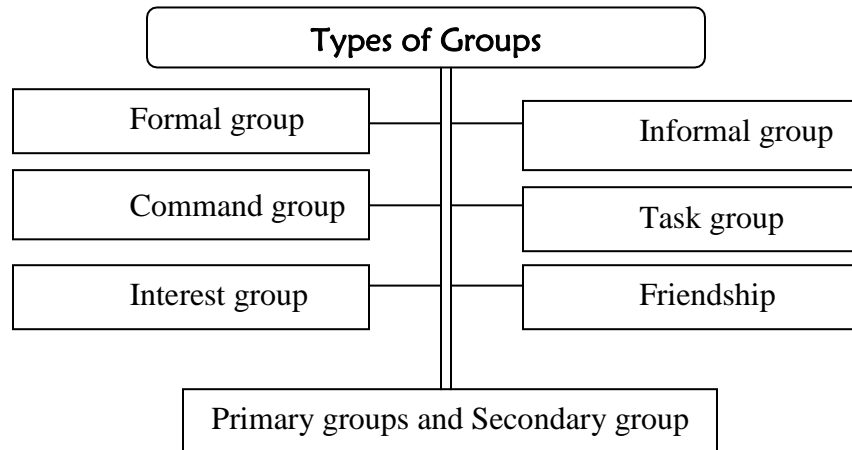 Types of Groups
Formal group
Informal group
Command group
Task group
Interest group
Friendship
Primary groups and Secondary group